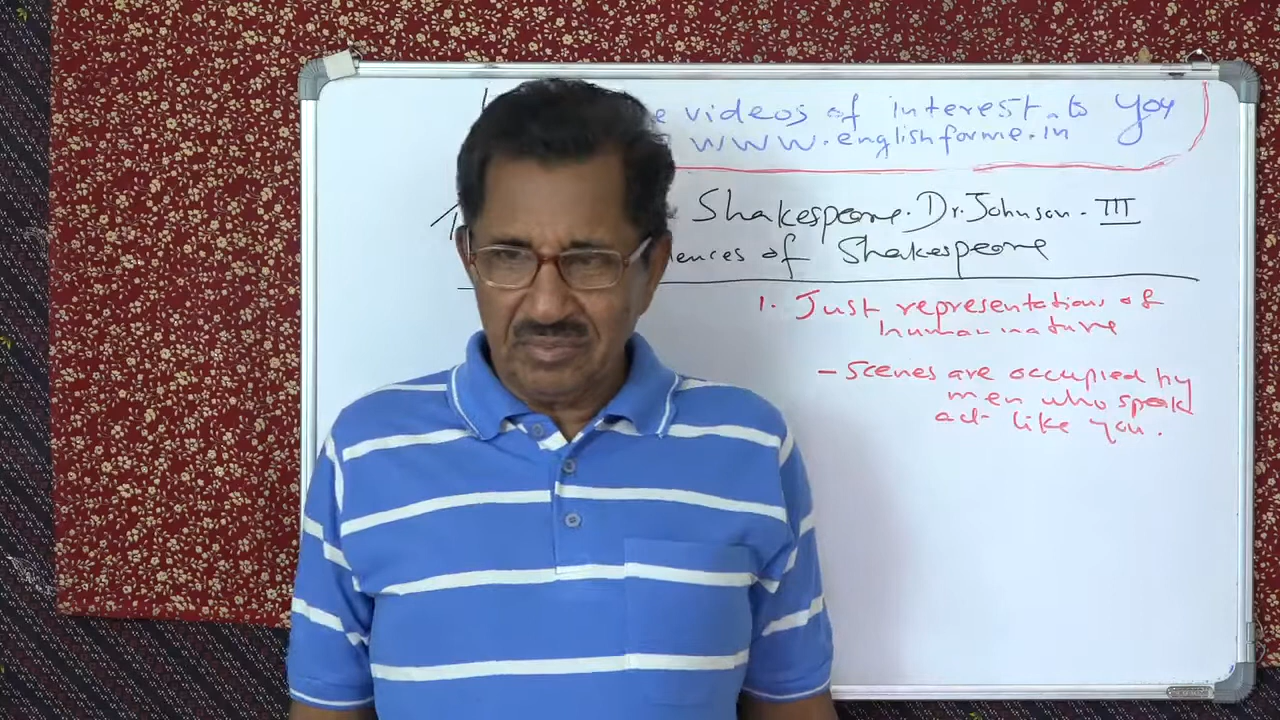 videos of interest to you
www.englishforme.in
Shakespeare. Dr. Johnson - III
of Shakespeare
1. Just representations of
human nature
- Scenes are occupied by
men who speak
act like you.